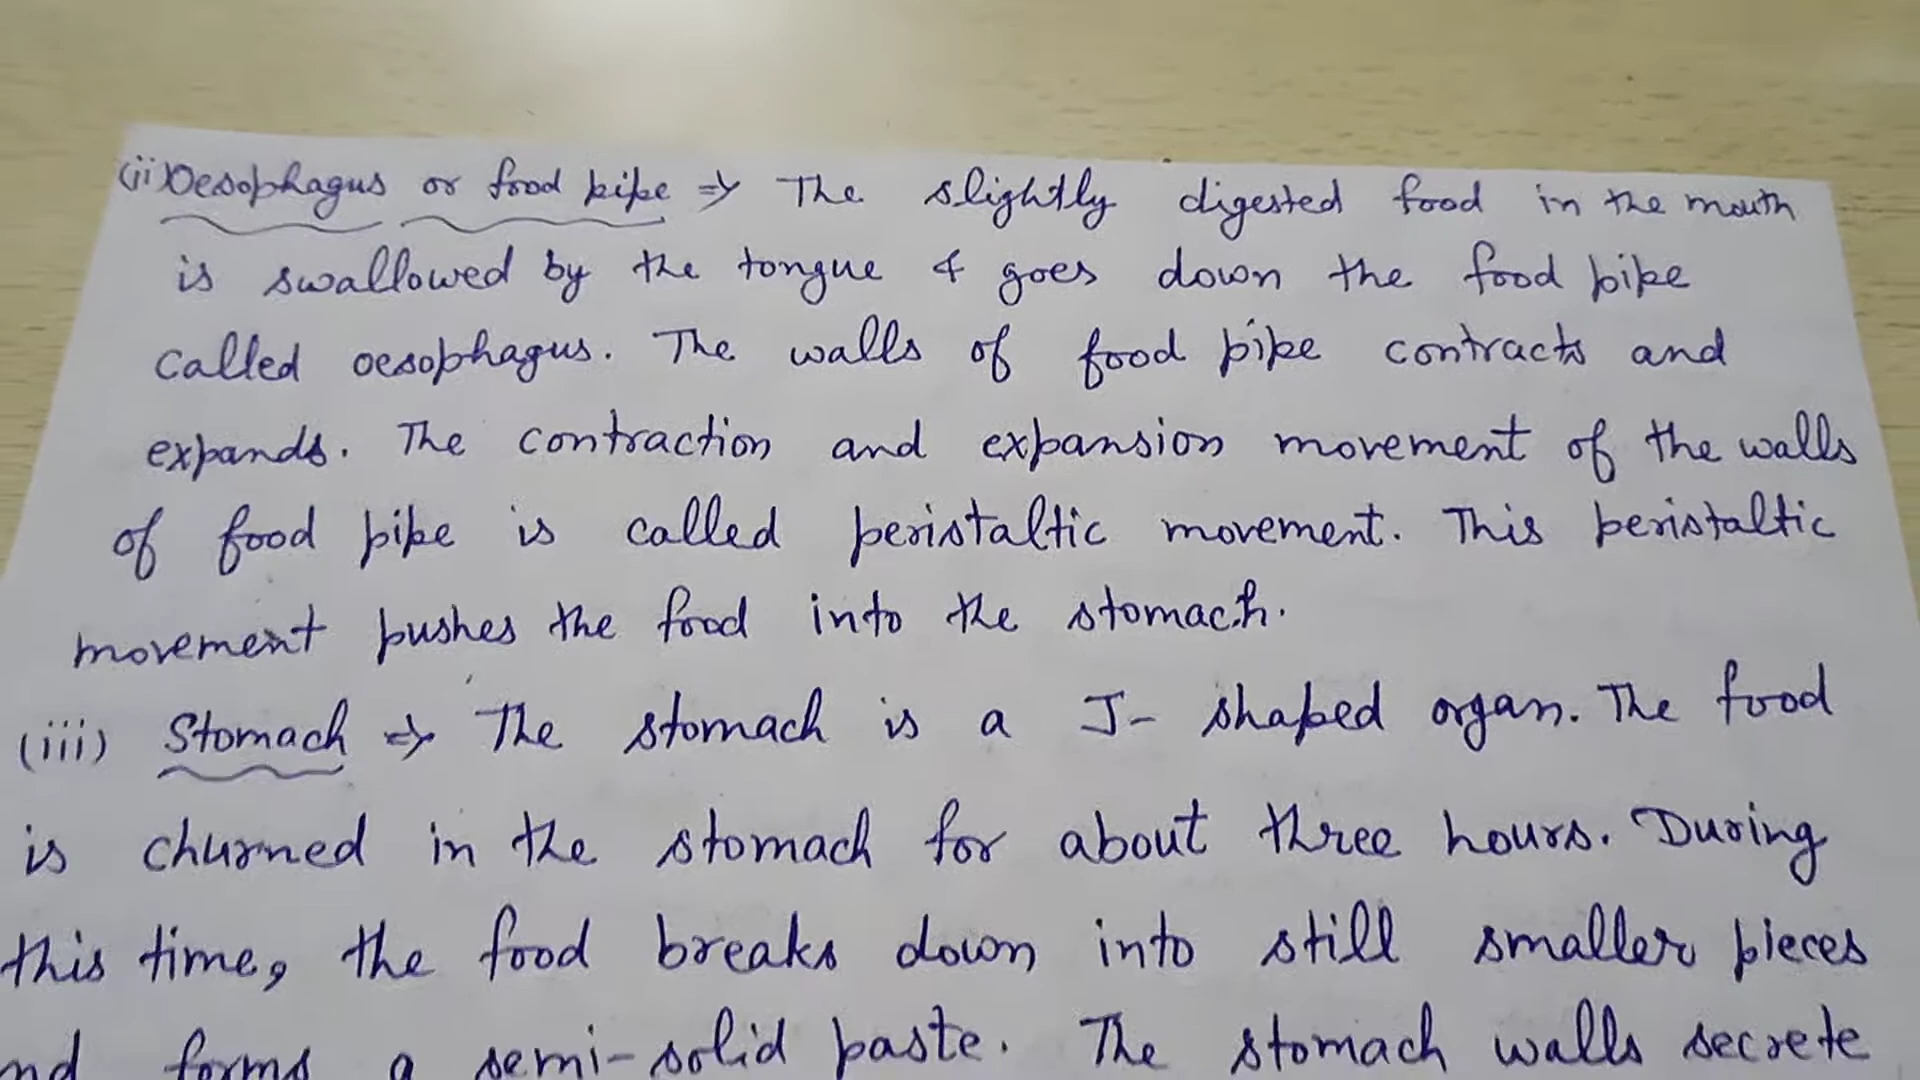 (ii) Oesophagus or food pipe ⇒ The slightly digested food in the mouth
is swallowed by the tongue & goes down the food pipe
called oesophagus. The walls of food pipe contracts and
expands. The contraction and expansion movement of the walls
of food pipe is called peristaltic movement. This peristaltic
movement pushes the food into the stomach.
(iii) Stomach ⇒ The stomach is a J- shaped organ. The food
is churned in the stomach for about three hours. During
this time, the food breaks down into still smaller pieces
nd forms a semi-solid paste. The stomach walls secrete